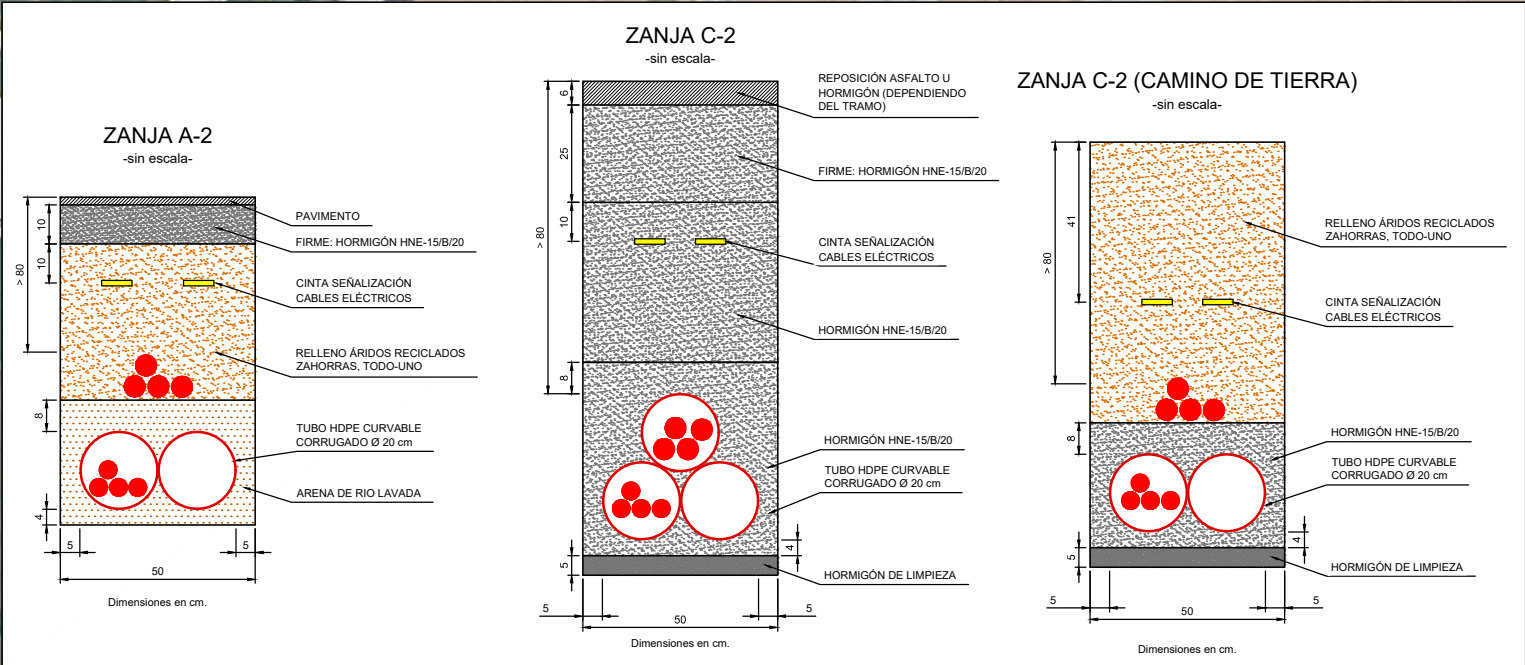 ZANJA A-2
-sin escala-
> 80
10
10
8
4
5
5
50
PAVIMENTO
FIRME: HORMIGÓN HNE-15/B/20
CINTA SEÑALIZACIÓN
CABLES ELÉCTRICOS
RELLENO ÁRIDOS RECICLADOS
ZAHORRAS, TODO-UNO
TUBO HDPE CURVABLE
CORRUGADO Ø 20 cm
ARENA DE RIO LAVADA
Dimensiones en cm.
ZANJA C-2
-sin escala-
> 80
6
25
10
8
5
4
5
50
5
REPOSICIÓN ASFALTO U
HORMIGÓN (DEPENDIENDO
DEL TRAMO)
FIRME: HORMIGÓN HNE-15/B/20
CINTA SEÑALIZACIÓN
CABLES ELÉCTRICOS
HORMIGÓN HNE-15/B/20
HORMIGÓN HNE-15/B/20
TUBO HDPE CURVABLE
CORRUGADO Ø 20 cm
HORMIGÓN DE LIMPIEZA
Dimensiones en cm.
ZANJA C-2 (CAMINO DE TIERRA)
-sin escala-
> 80
41
8
5
4
5
50
5
RELLENO ÁRIDOS RECICLADOS
ZAHORRAS, TODO-UNO
CINTA SEÑALIZACIÓN
CABLES ELÉCTRICOS
HORMIGÓN HNE-15/B/20
TUBO HDPE CURVABLE
CORRUGADO Ø 20 cm
HORMIGÓN DE LIMPIEZA
Dimensiones en cm.